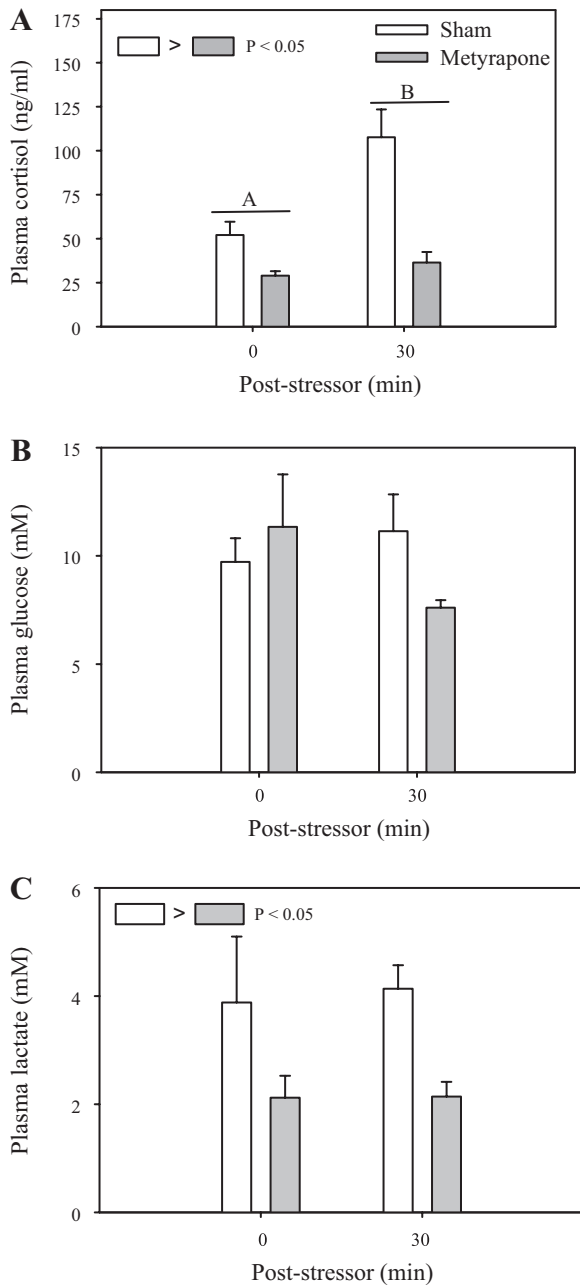 A
Plasma cortisol (ng/ml)
175
150
125
100
75
50
25
0
> P < 0.05
Sham
Metyrapone
A
B
0 30
Post-stressor (min)
B
Plasma glucose (mM)
15
10
5
0
0 30
Post-stressor (min)
C
Plasma lactate (mM)
6
4
2
0
> P < 0.05
0 30
Post-stressor (min)